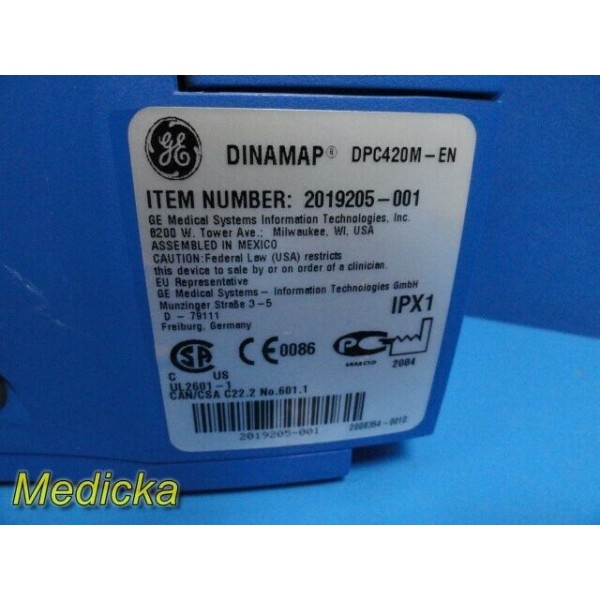 GE DINAMAP® DPC420M-EN
ITEM NUMBER: 2019205-001
GE Medical Systems Information Technologies, Inc.
8200 W. Tower Ave.; Milwaukee, WI, USA
ASSEMBLED IN MEXICO
CAUTION: Federal Law (USA) restricts
this device to sale by or on order of a clinician.
EU Representative
GE Medical Systems- Information Technologies GmbH
Munzinger Straße 3-5
D - 79111
Freiburg, Germany
IPX1
CE 0086
2004
C US
UL2601-1
CAN/CSA C22.2 No.601.1
2019205-001
Medicka